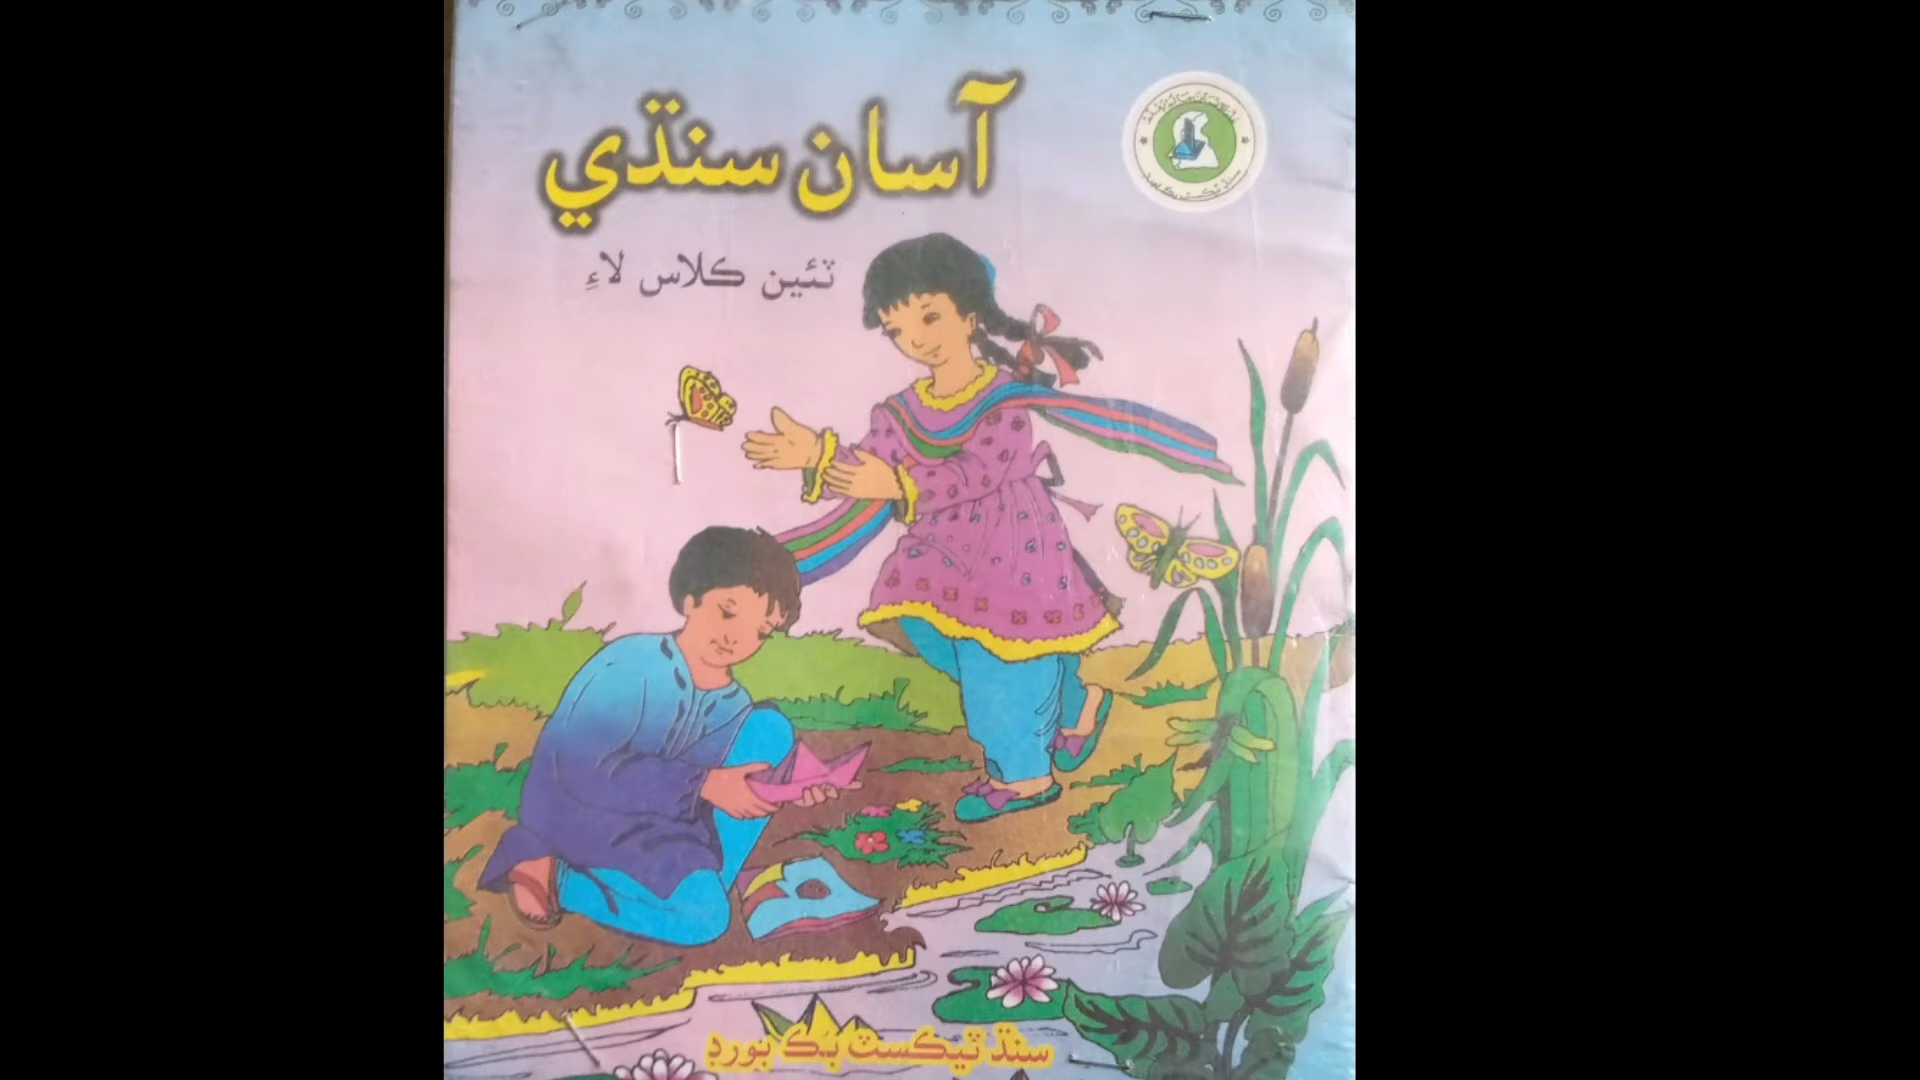 آسان سنڌي
ٽئين ڪلاس لاءِ
سنڌ ٽيڪسٽ بڪ بورڊ